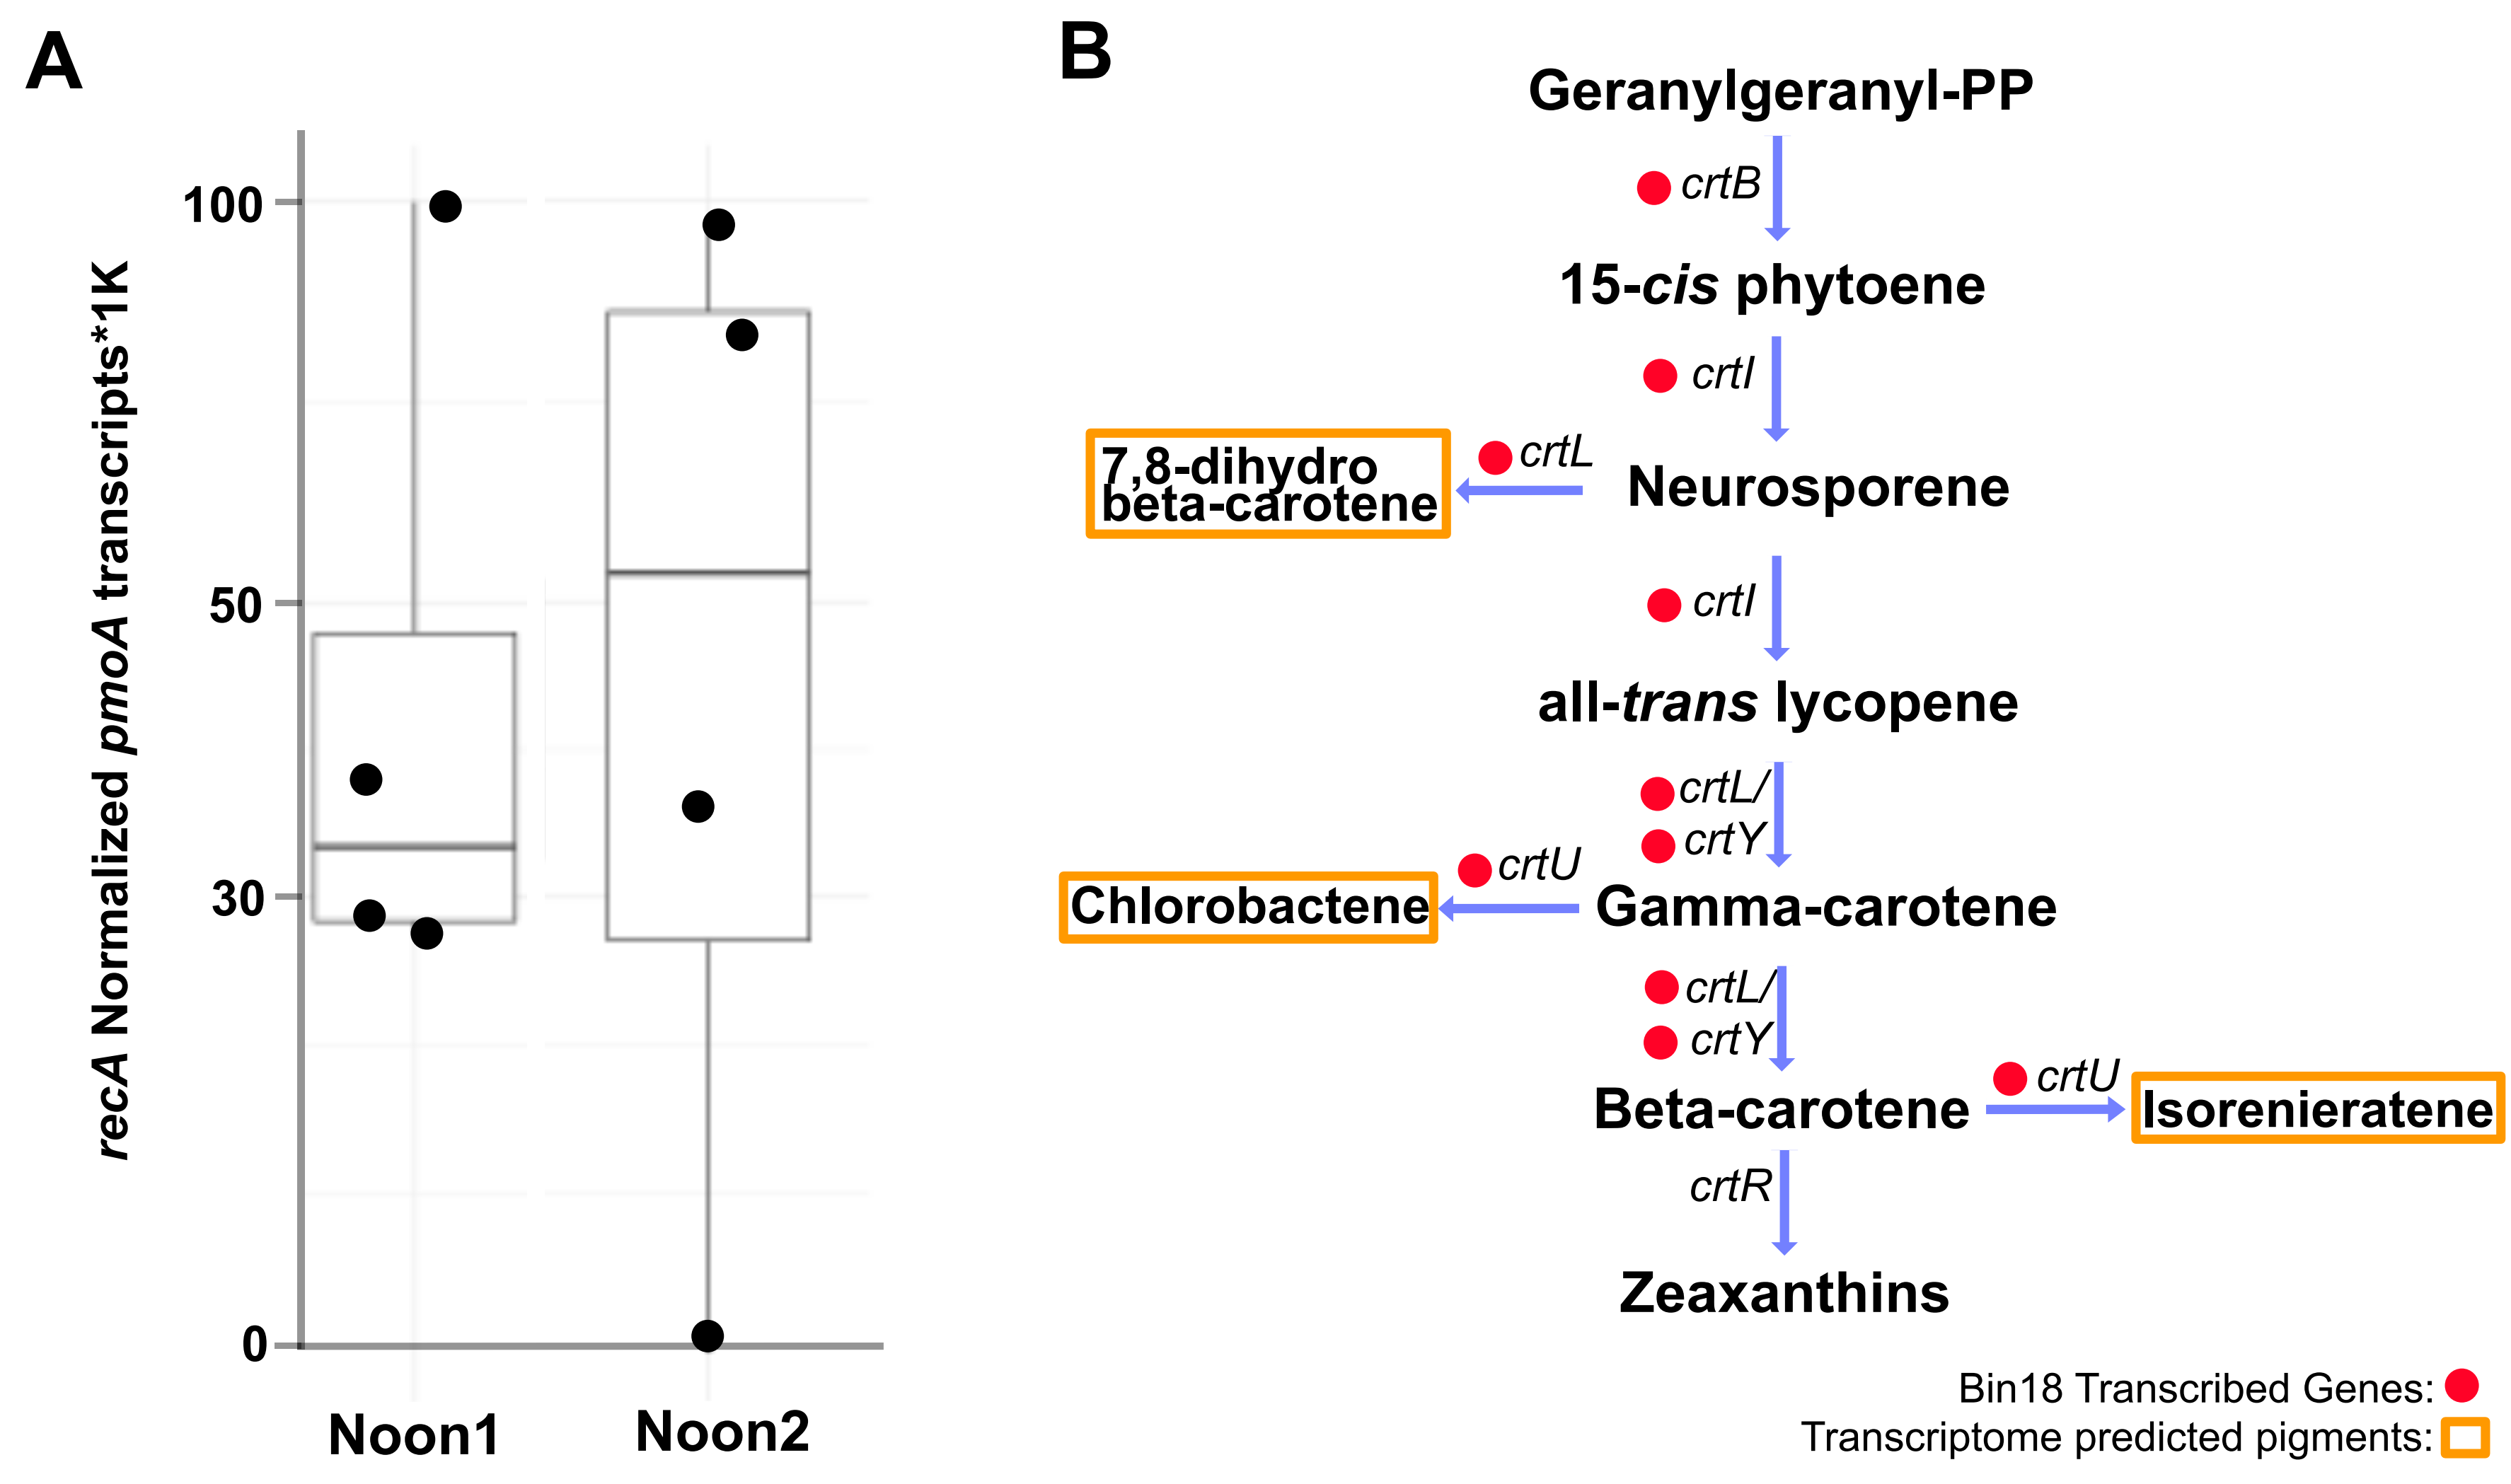 A
recA Normalized pmoA transcripts*1K
100
50
30
0
Noon1
Noon2
B
Geranylgeranyl-PP
crtB
15-cis phytoene
crtI
7,8-dihydro
beta-carotene
crtL
Neurosporene
crtI
all-trans lycopene
crtL/
crtY
Chlorobactene
crtU
Gamma-carotene
crtL/
crtY
Beta-carotene
crtU
Isorenieratene
crtR
Zeaxanthins
Bin18 Transcribed Genes:
Transcriptome predicted pigments: